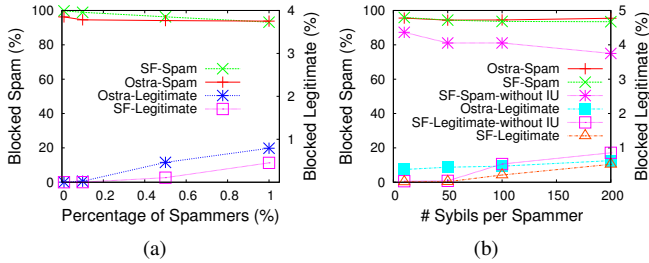 100
80
60
40
20
0
Blocked Spam (%)
4
3
2
1
Blocked Legitimate (%)
SF-Spam
Ostra-Spam
Ostra-Legitimate
SF-Legitimate
0 0.2 0.4 0.6 0.8 1
Percentage of Spammers (%)
(a)
100
80
60
40
20
0
Blocked Spam (%)
5
4
3
2
1
Blocked Legitimate (%)
Ostra-Spam
SF-Spam
SF-Spam-without IU
Ostra-Legitimate
SF-Legitimate-without IU
SF-Legitimate
0 50 100 150 200
# Sybils per Spammer
(b)